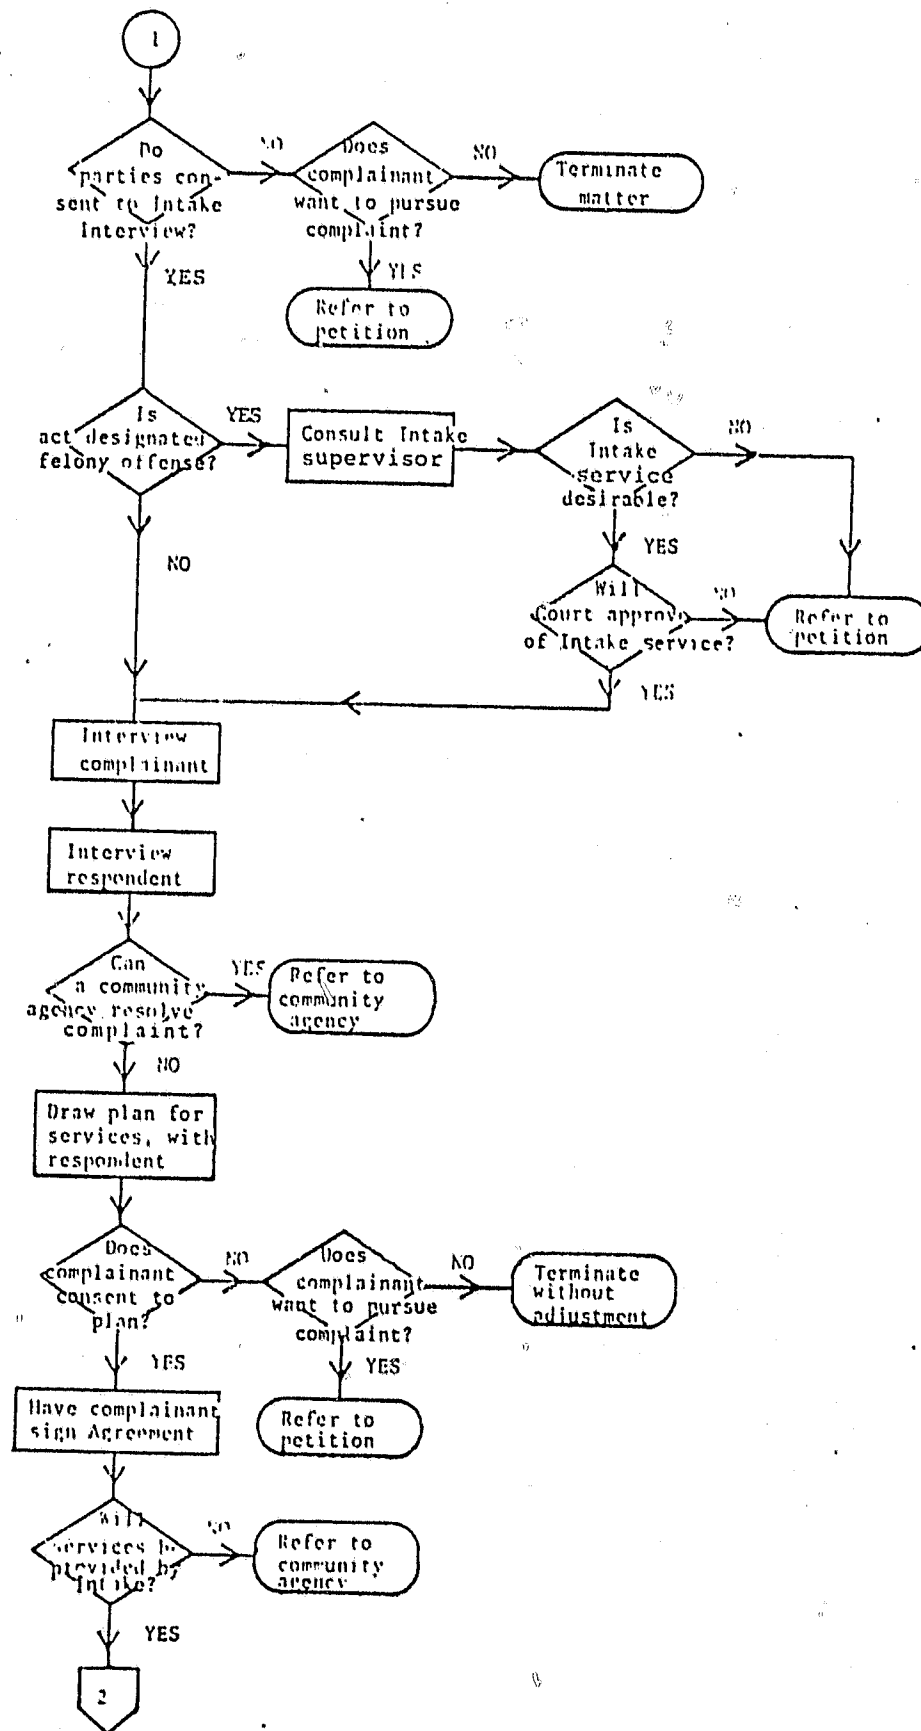 1
Do
parties con-
sent to Intake
Interview?
NO
Does
complainant
want to pursue
complaint?
NO
Terminate
matter
YES
YES
Refer to
petition
Is
act designated
felony offense?
YES
Consult Intake
supervisor
Is
Intake
service
desirable?
NO
NO
YES
Will
Court approve
of Intake service?
NO
Refer to
petition
YES
Interview
complainant
Interview
respondent
Can
a community
agency resolve
complaint?
YES
Refer to
community
agency
NO
Draw plan for
services, with
respondent
Does
complainant
consent to
plan?
NO
Does
complainant
want to pursue
complaint?
NO
Terminate
without
adjustment
YES
YES
Have complainant
sign Agreement
Refer to
petition
Will
services be
provided by
Intake?
NO
Refer to
community
agency
YES
2